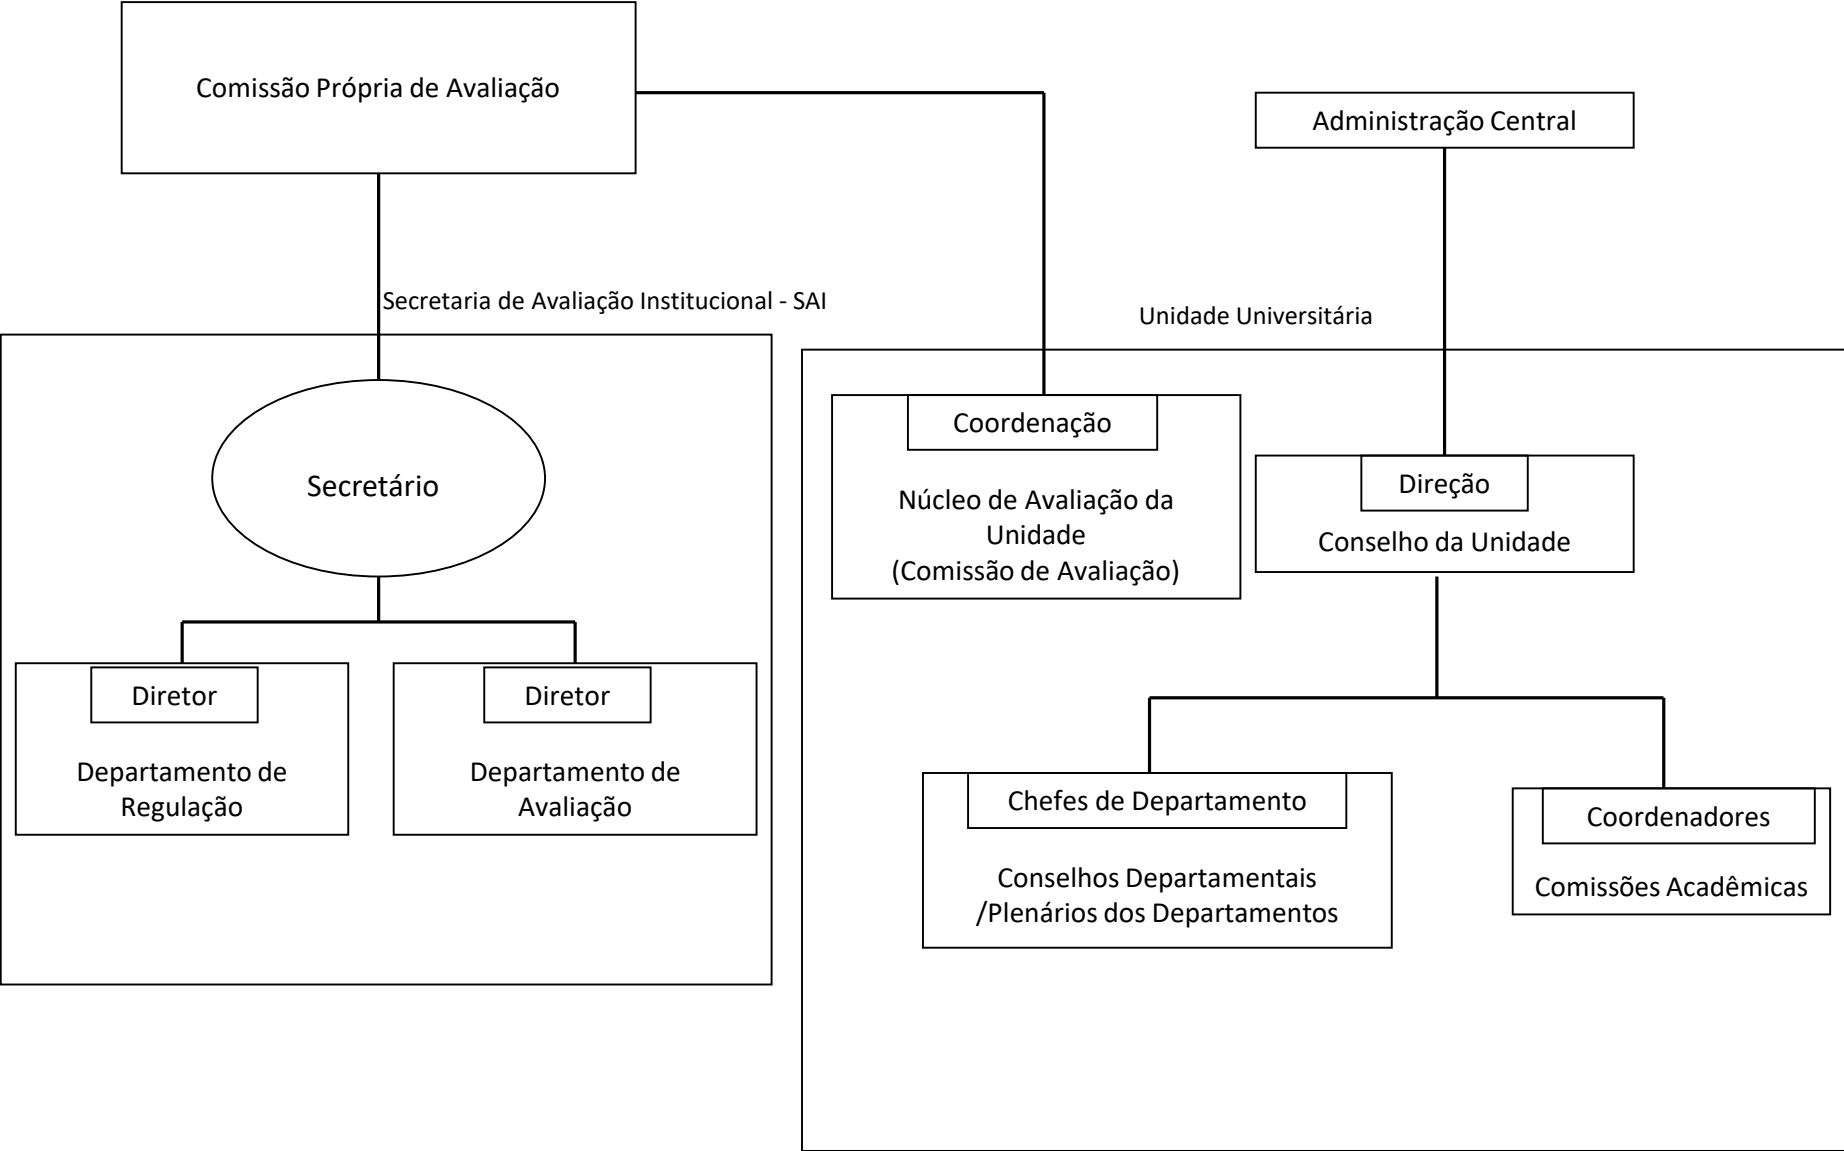 Comissão Própria de Avaliação
Administração Central
Secretaria de Avaliação Institucional - SAI
Unidade Universitária
Secretário
Diretor
Departamento de
Regulação
Diretor
Departamento de
Avaliação
Coordenação
Núcleo de Avaliação da
Unidade
(Comissão de Avaliação)
Direção
Conselho da Unidade
Chefes de Departamento
Conselhos Departamentais
/Plenários dos Departamentos
Coordenadores
Comissões Acadêmicas